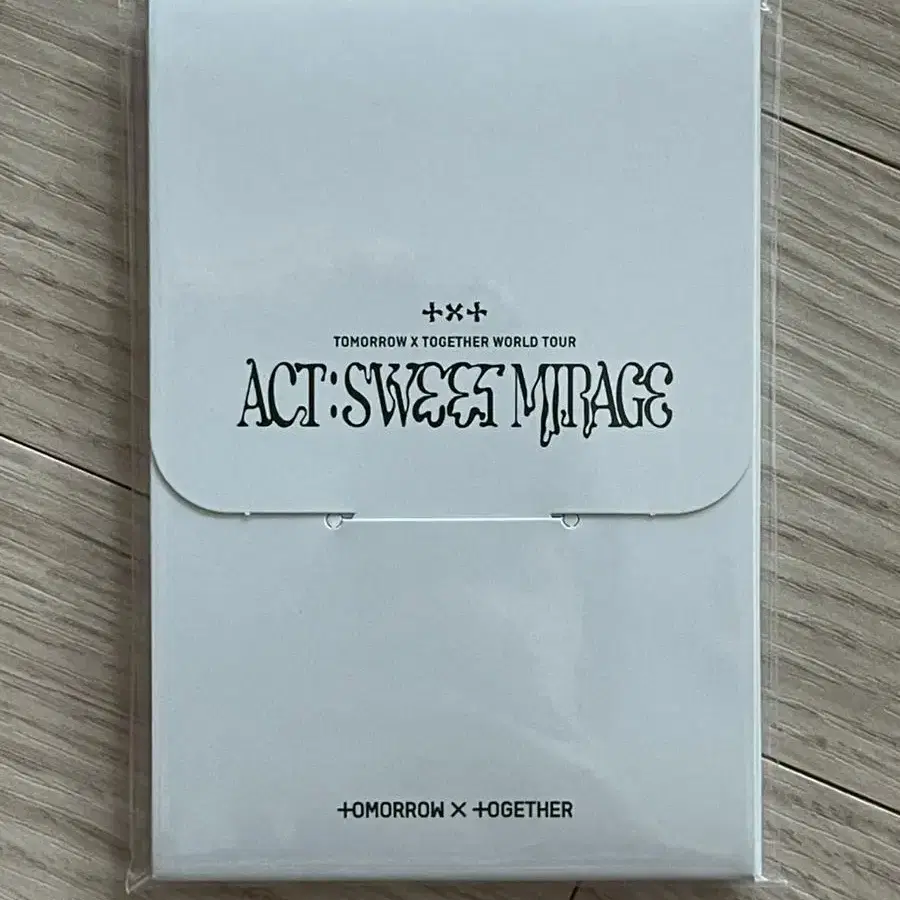 t×t
TOMORROW X TOGETHER WORLD TOUR
ACT:SWEET MIRAGE
TOMORROW × TOGETHER